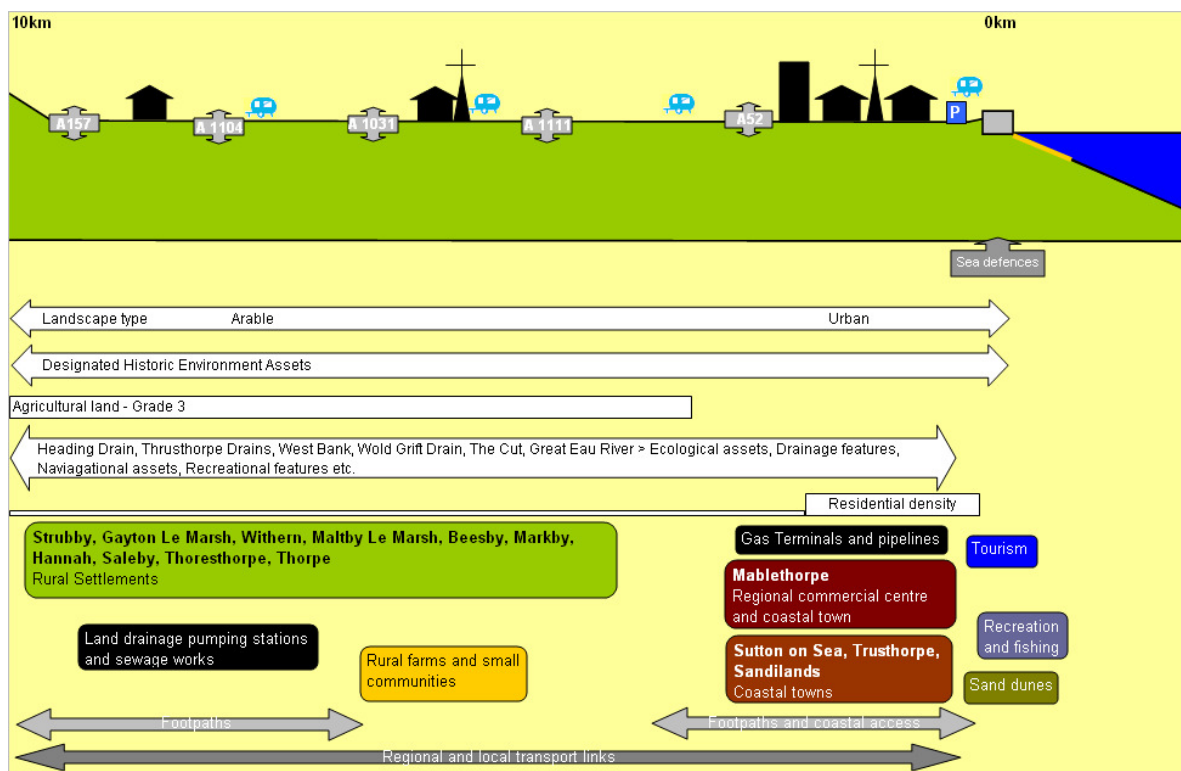 10km
0km
A157
A 1104
A 1031
A 1111
A52
P
Sea defences
Landscape type
Arable
Urban
Designated Historic Environment Assets
Agricultural land - Grade 3
Heading Drain, Thrusthorpe Drains, West Bank, Wold Grift Drain, The Cut, Great Eau River > Ecological assets, Drainage features,
Naviagational assets, Recreational features etc.
Residential density
Strubby, Gayton Le Marsh, Withern, Maltby Le Marsh, Beesby, Markby,
Hannah, Saleby, Thoresthorpe, Thorpe
Rural Settlements
Gas Terminals and pipelines
Tourism
Mablethorpe
Regional commercial centre
and coastal town
Land drainage pumping stations
and sewage works
Rural farms and small
communities
Recreation
and fishing
Sutton on Sea, Trusthorpe,
Sandilands
Coastal towns
Sand dunes
Footpaths
Footpaths and coastal access
Regional and local transport links